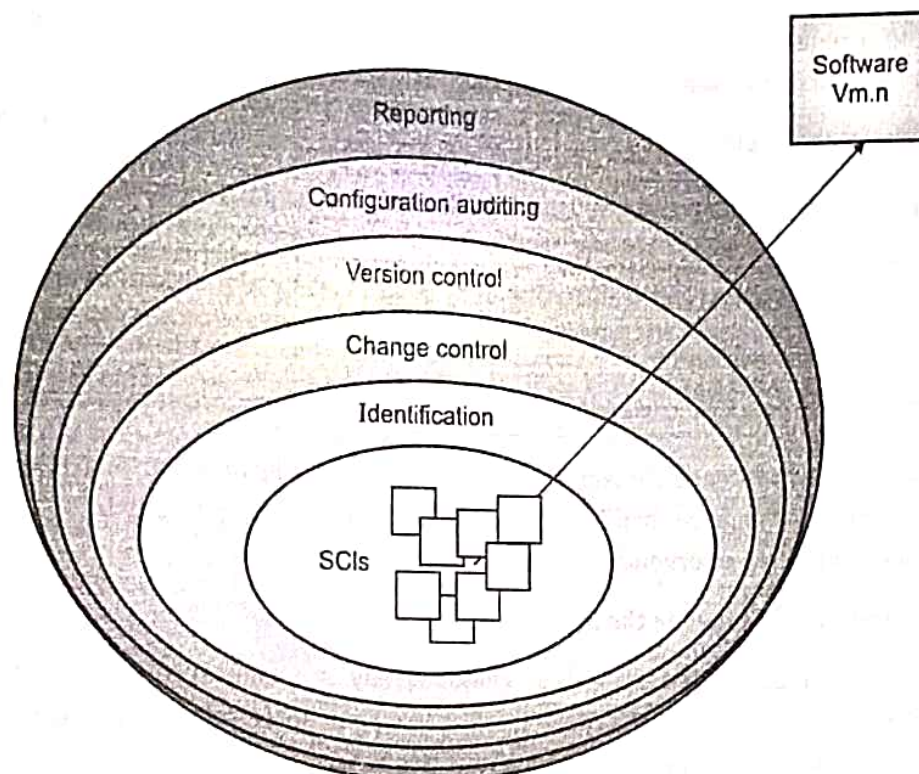 Software
Vm.n
Reporting
Configuration auditing
Version control
Change control
Identification
SCIs